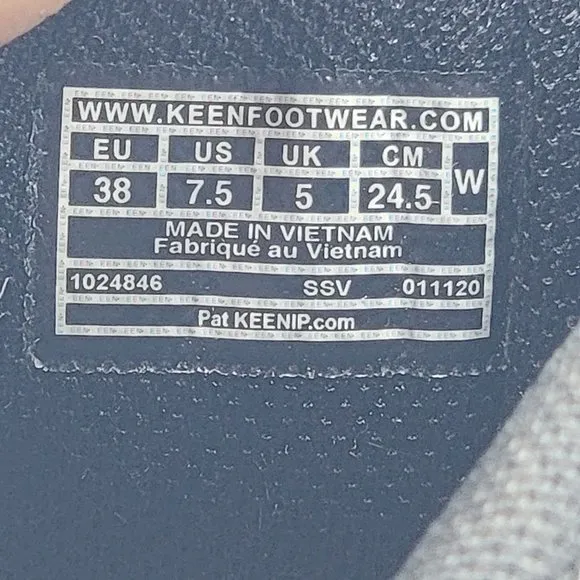 WWW.KEENFOOTWEAR.COM
EU US UK CM W
38 7.5 5 24.5
MADE IN VIETNAM
Fabriqué au Vietnam
1024846 SSV 011120
Pat KEENIP.com